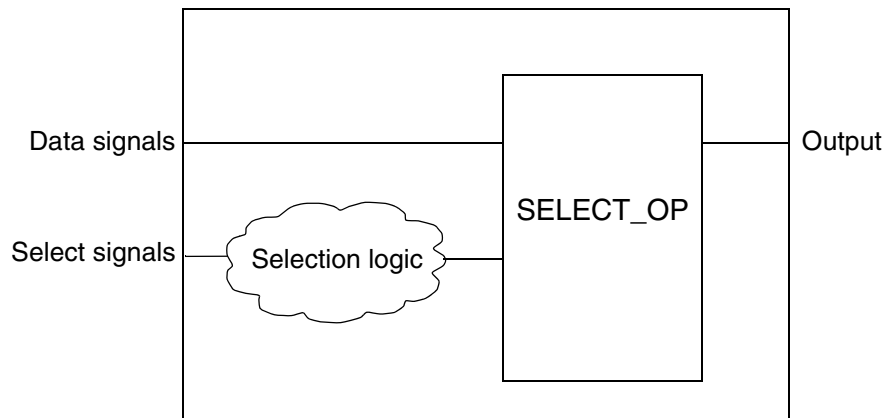 Data signals
Output
SELECT_OP
Select signals
Selection logic